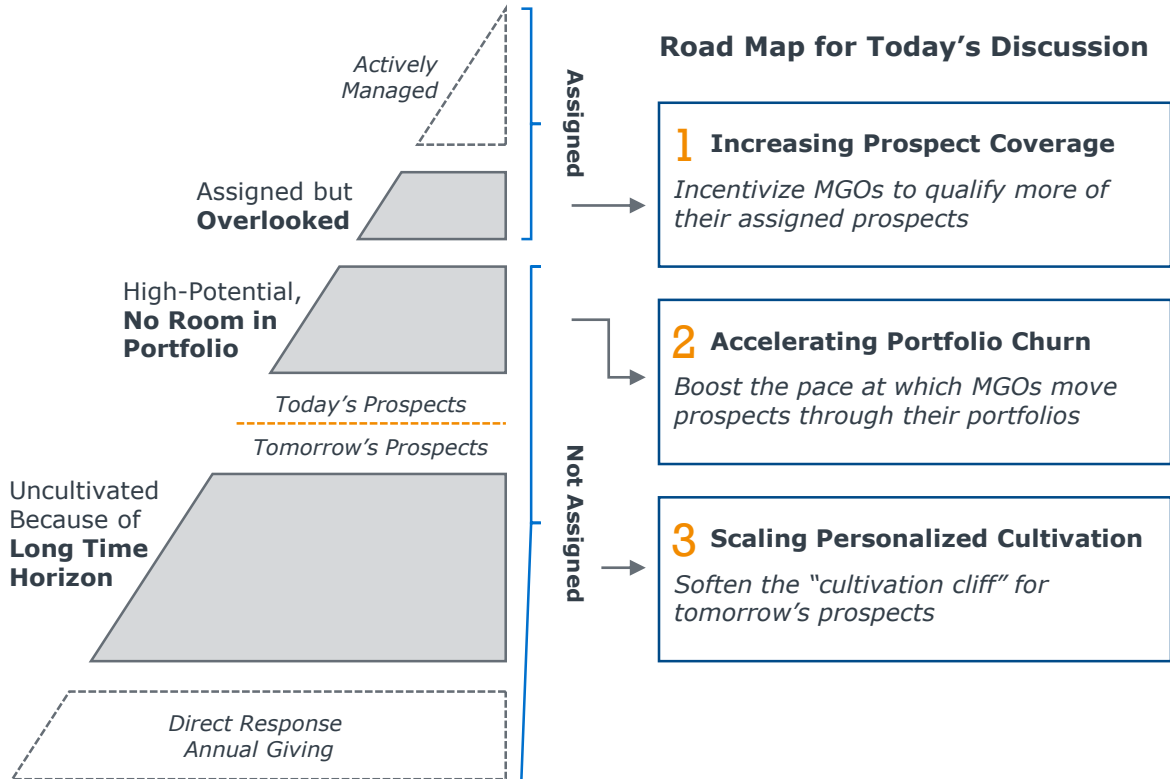 Road Map for Today’s Discussion
Actively
Managed
Assigned
Assigned but
Overlooked
High-Potential,
No Room in
Portfolio
Today’s Prospects
Tomorrow’s Prospects
Not Assigned
Uncultivated
Because of
Long Time
Horizon
Direct Response
Annual Giving
1 Increasing Prospect Coverage
Incentivize MGOs to qualify more of
their assigned prospects
2 Accelerating Portfolio Churn
Boost the pace at which MGOs move
prospects through their portfolios
3 Scaling Personalized Cultivation
Soften the “cultivation cliff” for
tomorrow’s prospects